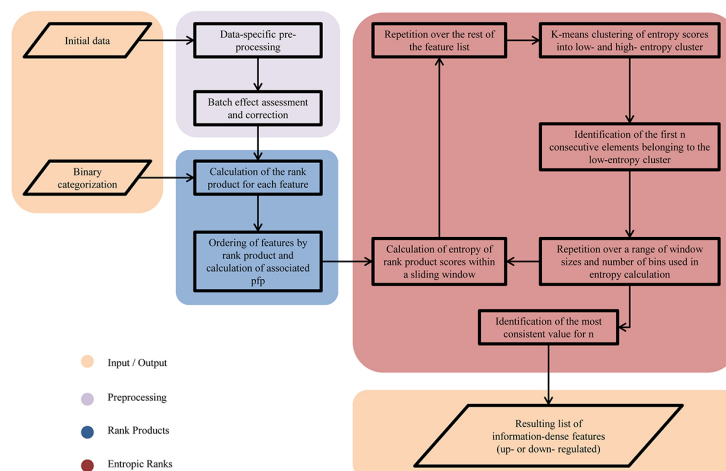 Initial data
Data-specific pre-
processing
Batch effect assessment
and correction
Binary
categorization
Calculation of the rank
product for each feature
Ordering of features by
rank product and
calculation of associated
pfp
Repetition over the rest
of the feature list
K-means clustering of entropy scores
into low- and high- entropy cluster
Identification of the first n
consecutive elements belonging to the
low-entropy cluster
Calculation of entropy of
rank product scores within
a sliding window
Repetition over a range of window
sizes and number of bins used in
entropy calculation
Identification of the most
consistent value for n
Resulting list of
information-dense features
(up- or down- regulated)
Input / Output
Preprocessing
Rank Products
Entropic Ranks